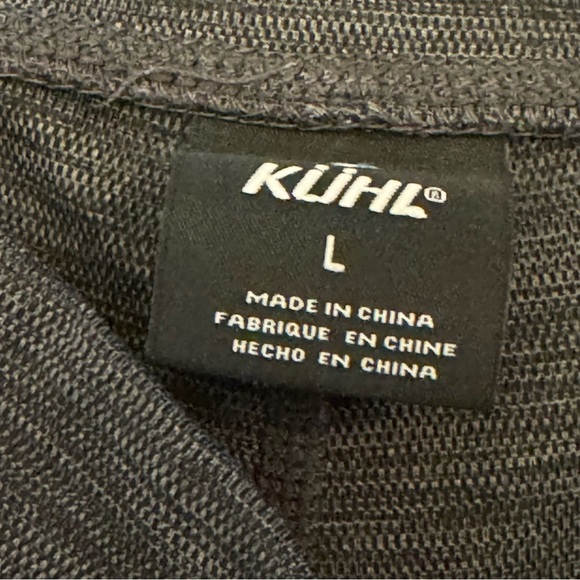 KÜHL®
L
MADE IN CHINA
FABRIQUE EN CHINE
HECHO EN CHINA